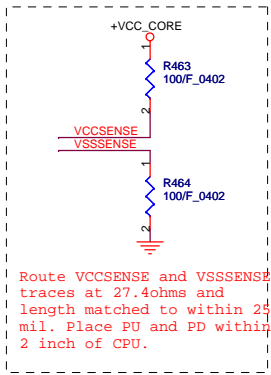 +VCC_CORE
1
R463
100/F_0402
2
VCCSENSE
VSSSENSE
1
R464
100/F_0402
2
Route VCCSENSE and VSSSENSE
traces at 27.4ohms and
length matched to within 25
mil. Place PU and PD within
2 inch of CPU.